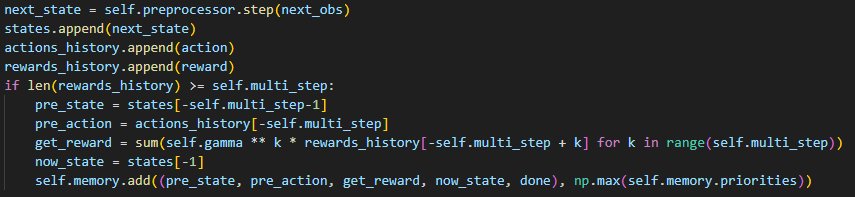 next_state = self.preprocessor.step(next_obs)
states.append(next_state)
actions_history.append(action)
rewards_history.append(reward)
if len(rewards_history) >= self.multi_step:
    pre_state = states[-self.multi_step-1]
    pre_action = actions_history[-self.multi_step]
    get_reward = sum(self.gamma ** k * rewards_history[-self.multi_step + k] for k in range(self.multi_step))
    now_state = states[-1]
    self.memory.add((pre_state, pre_action, get_reward, now_state, done), np.max(self.memory.priorities))